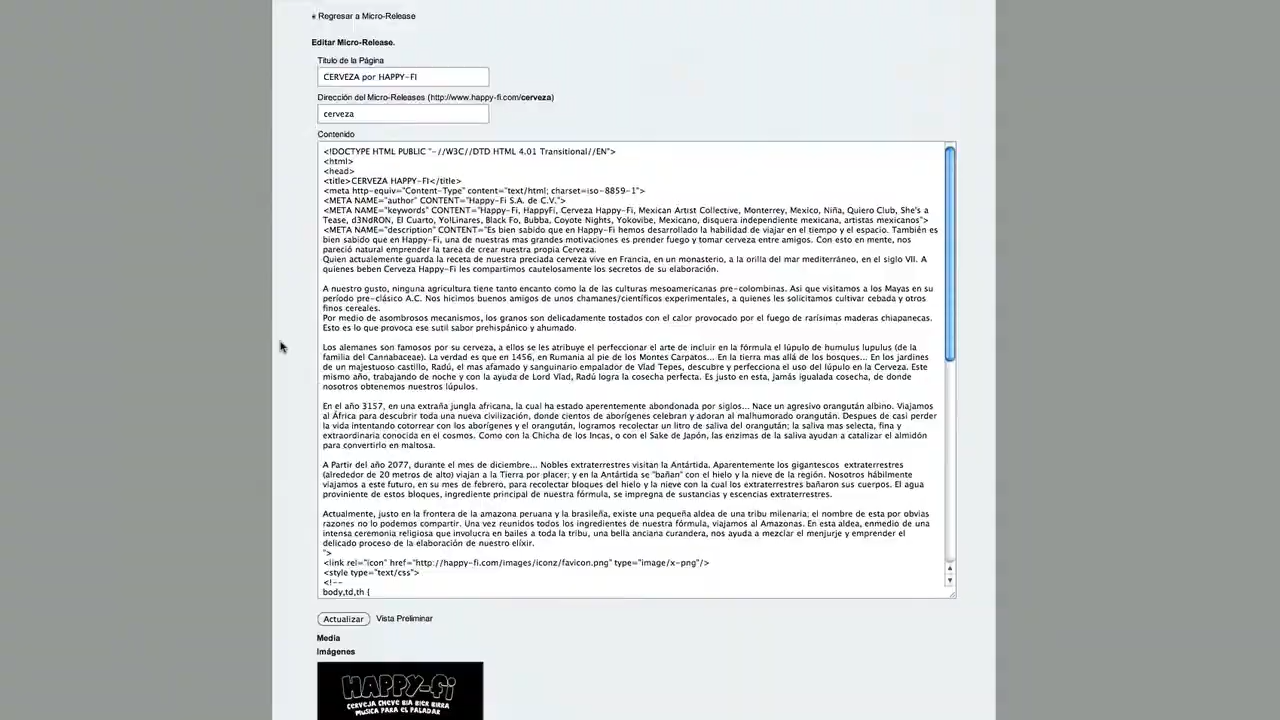 « Regresar a Micro-Release
Editar Micro-Release.
Titulo de la Página
CERVEZA por HAPPY-FI
Dirección del Micro-Releases (http://www.happy-fi.com/cerveza)
cerveza
Contenido
<!DOCTYPE HTML PUBLIC "-//W3C//DTD HTML 4.01 Transitional//EN">
<html>
<head>
<title>CERVEZA HAPPY-FI</title>
<meta http-equiv="Content-Type" content="text/html; charset=iso-8859-1">
<META NAME="author" CONTENT="Happy-Fi S.A. de C.V.">
<META NAME="keywords" CONTENT="Happy-Fi, HappyFi, Cerveza Happy-Fi, Mexican Artist Collective, Monterrey, Mexico, Niña, Quiero Club, She's a
Tease, d3NdRON, El Cuarto, Yo!Linares, Black Fo, Bubba, Coyote Nights, Yokovibe, Mexicano, disquera independiente mexicana, artistas mexicanos">
<META NAME="description" CONTENT="Es bien sabido que en Happy-Fi hemos desarrollado la habilidad de viajar en el tiempo y el espacio. También es
bien sabido que en Happy-Fi, una de nuestras mas grandes motivaciones es prender fuego y tomar cerveza entre amigos. Con esto en mente, nos
pareció natural emprender la tarea de crear nuestra propia Cerveza.
Quien actualmente guarda la receta de nuestra preciada cerveza vive en Francia, en un monasterio, a la orilla del mar mediterráneo, en el siglo VII. A
quienes beben Cerveza Happy-Fi les compartimos cautelosamente los secretos de su elaboración.
A nuestro gusto, ninguna agricultura tiene tanto encanto como la de las culturas mesoamericanas pre-colombinas. Asi que visitamos a los Mayas en su
período pre-clásico A.C. Nos hicimos buenos amigos de unos chamanes/científicos experimentales, a quienes les solicitamos cultivar cebada y otros
finos cereales.
Por medio de asombrosos mecanismos, los granos son delicadamente tostados con el calor provocado por el fuego de rarísimas maderas chiapanecas.
Esto es lo que provoca ese sutil sabor prehispánico y ahumado.
Los alemanes son famosos por su cerveza, a ellos se les atribuye el perfeccionar el arte de incluir en la fórmula el lúpulo de humulus lupulus (de la
familia del Cannabaceae). La verdad es que en 1456, en Rumania al pie de los Montes Carpatos... En la tierra mas allá de los bosques... En los jardines
de un majestuoso castillo, Radú, el mas afamado y sanguinario empalador de Vlad Tepes, descubre y perfecciona el uso del lúpulo en la Cerveza. Este
mismo año, trabajando de noche y con la ayuda de Lord Vlad, Radú logra la cosecha perfecta. Es justo en esta, jamás igualada cosecha, de donde
nosotros obtenemos nuestros lúpulos.
En el año 3157, en una extraña jungla africana, la cual ha estado aperentemente abondonada por siglos... Nace un agresivo orangután albino. Viajamos
al África para descubrir toda una nueva civilización, donde cientos de aborígenes celebran y adoran al malhumorado orangután. Despues de casi perder
la vida intentando cotorrear con los aborígenes y el orangután, logramos recolectar un litro de saliva del orangután; la saliva mas selecta, fina y
extraordinaria conocida en el cosmos. Como con la Chicha de los Incas, o con el Sake de Japón, las enzimas de la saliva ayudan a catalizar el almidón
para convertirlo en maltosa.
A Partir del año 2077, durante el mes de diciembre... Nobles extraterrestres visitan la Antártida. Aparentemente los gigantescos  extraterrestres
(alrededor de 20 metros de alto) viajan a la Tierra por placer; y en la Antártida se "bañan" con el hielo y la nieve de la región. Nosotros hábilmente
viajamos a este futuro, en su mes de febrero, para recolectar bloques del hielo y la nieve con la cual los extraterrestres bañaron sus cuerpos. El agua
proviniente de estos bloques, ingrediente principal de nuestra fórmula, se impregna de sustancias y escencias extraterrestres.
Actualmente, justo en la frontera de la amazona peruana y la brasileña, existe una pequeña aldea de una tribu milenaria; el nombre de esta por obvias
razones no lo podemos compartir. Una vez reunidos todos los ingredientes de nuestra fórmula, viajamos al Amazonas. En esta aldea, enmedio de una
intensa ceremonia religiosa que involucra en bailes a toda la tribu, una bella anciana curandera, nos ayuda a mezclar el menjurje y emprender el
delicado proceso de la elaboración de nuestro elíxir.
">
<link rel="icon" href="http://happy-fi.com/images/iconz/favicon.png" type="image/x-png"/>
<style type="text/css">
<!--
body,td,th {
Actualizar Vista Preliminar
Media
Imágenes
HAPPY-Fi
CERVEJA CHEVE BIA BIER BIRRA
MUSICA PARA EL PALADAR